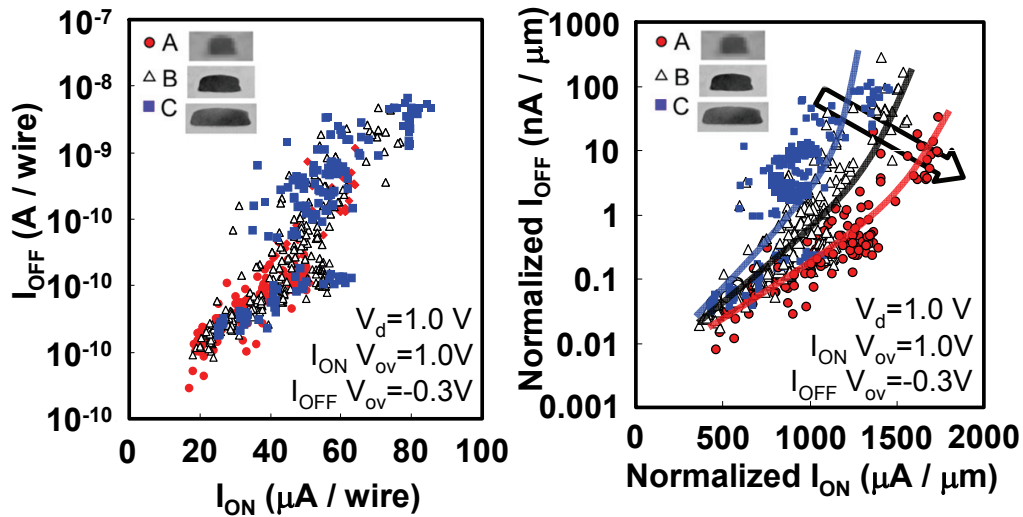 10⁻⁷
10⁻⁸
10⁻⁹
10⁻¹⁰
10⁻¹⁰
10⁻¹⁰
10⁻¹⁰
I_OFF (A / wire)
A
B
C
V_d=1.0 V
I_ON V_ov=1.0V
I_OFF V_ov=-0.3V
0 20 40 60 80 100
I_ON (μA / wire)
1000
100
10
1
0.1
0.01
0.001
Normalized I_OFF (nA / μm)
A
B
C
V_d=1.0 V
I_ON V_ov=1.0V
I_OFF V_ov=-0.3V
0 500 1000 1500 2000
Normalized I_ON (μA / μm)